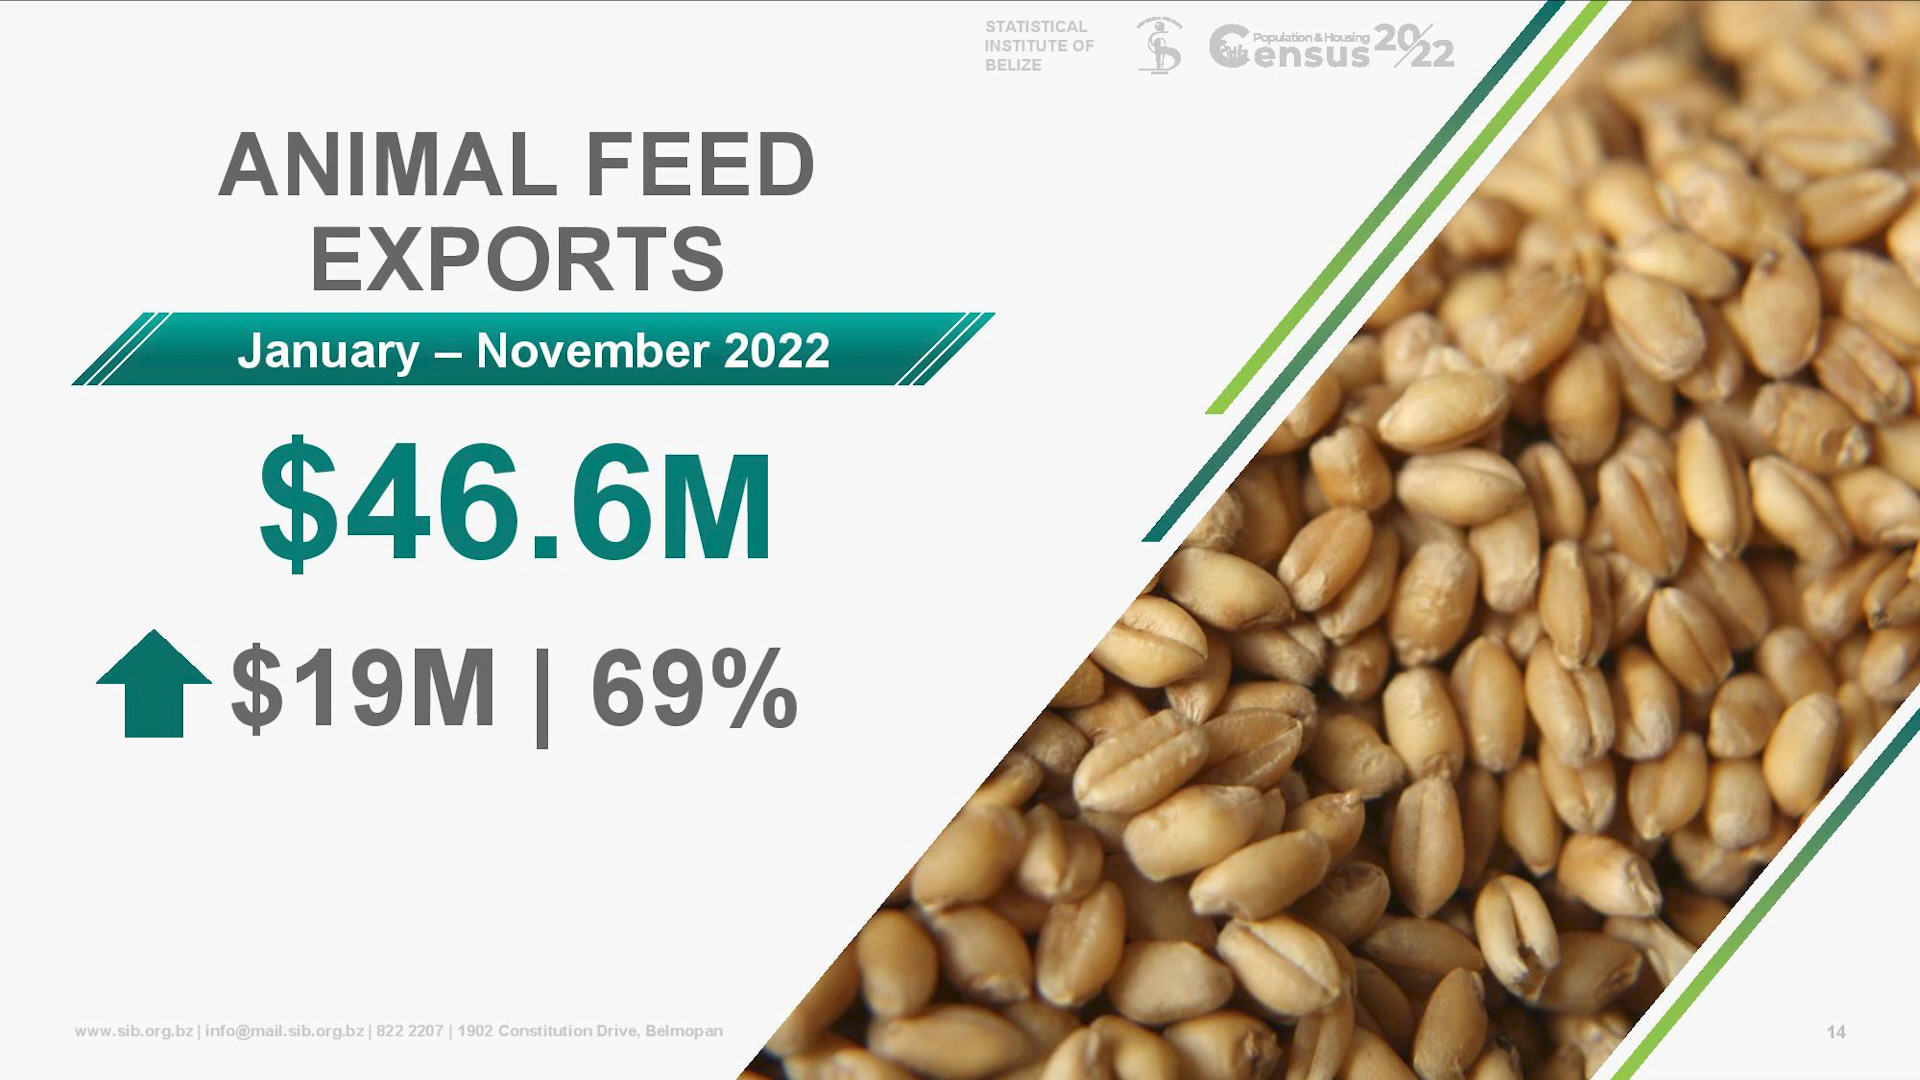 STATISTICAL
INSTITUTE OF
BELIZE
Population & Housing
Census 2022
ANIMAL FEED
EXPORTS
January – November 2022
$46.6M
$19M | 69%
www.sib.org.bz | info@mail.sib.org.bz | 822 2207 | 1902 Constitution Drive, Belmopan
14